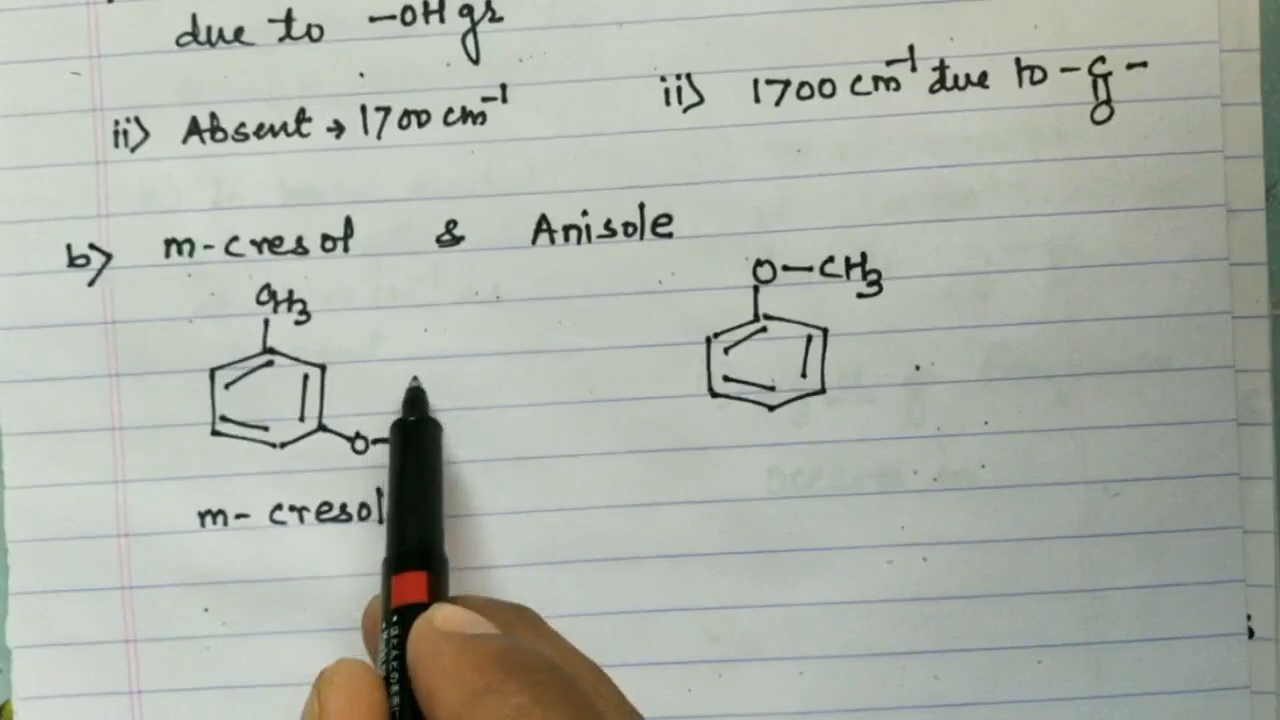 due to -OH gr
ii) Absent → 1700 cm⁻¹
ii) 1700 cm⁻¹ due to -C-
O
b) m-cresol & Anisole
CH3
O-CH3
O-
m-cresol